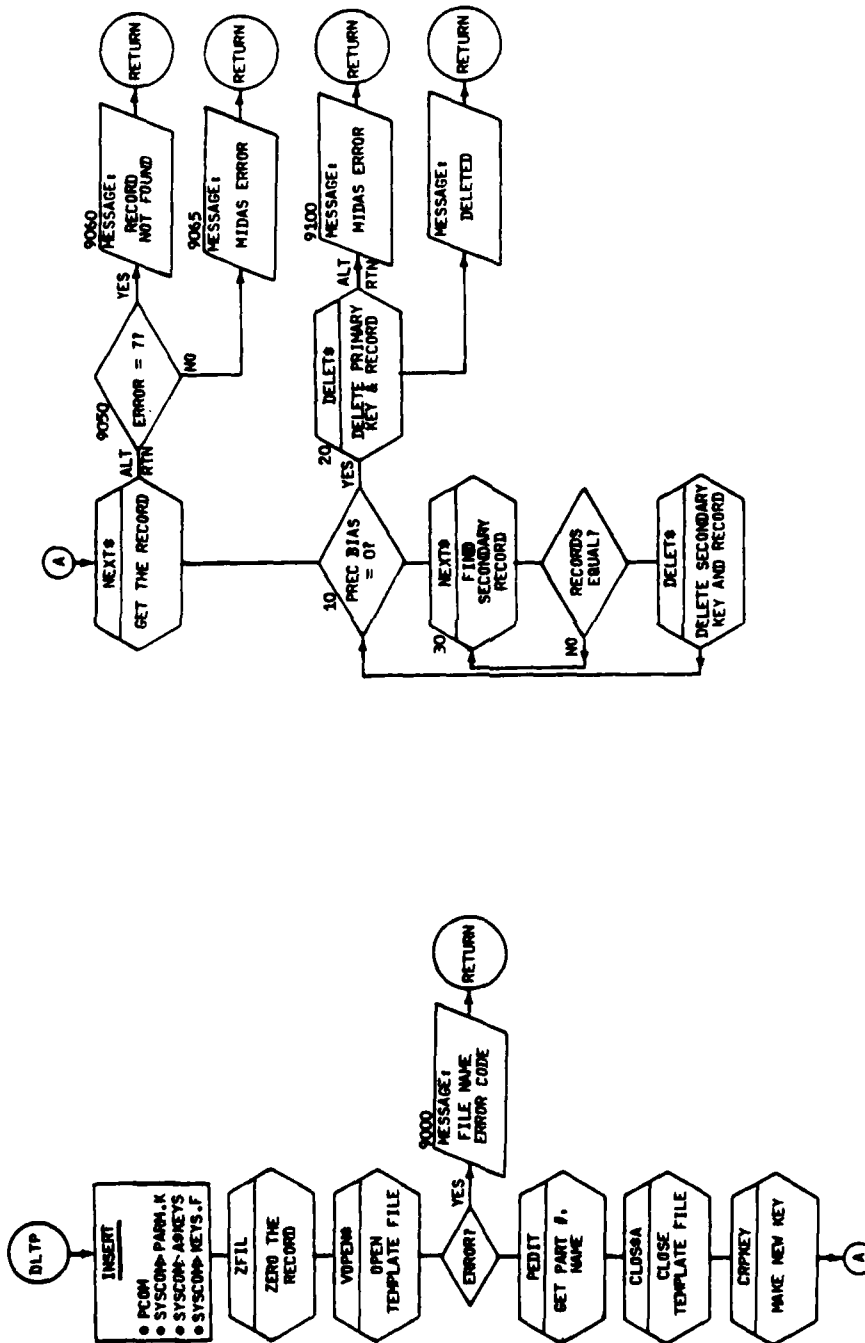 DLTP
INSERT
• PCOM
• SYSCOM>PARM.K
• SYSCOM>A$KEYS
• SYSCOM>KEYS.F
ZFIL
ZERO THE
RECORD
VOPEN$
OPEN
TEMPLATE FILE
ERROR?
YES
9000
MESSAGE:
FILE NAME
ERROR CODE
RETURN
PEDIT
GET PART #,
NAME
CLOS$A
CLOSE
TEMPLATE FILE
CRPKEY
MAKE NEW KEY
A
A
NEXT$
GET THE RECORD
ALT
RTN
9050
ERROR = 7?
YES
9060
MESSAGE:
RECORD
NOT FOUND
RETURN
NO
9065
MESSAGE:
MIDAS ERROR
RETURN
10
PREC BIAS
= 0?
YES
20
DELET$
DELETE PRIMARY
KEY & RECORD
ALT
RTN
9100
MESSAGE:
MIDAS ERROR
RETURN
MESSAGE:
DELETED
RETURN
30
NEXT$
FIND
SECONDARY
RECORD
RECORDS
EQUAL?
NO
DELET$
DELETE SECONDARY
KEY AND RECORD